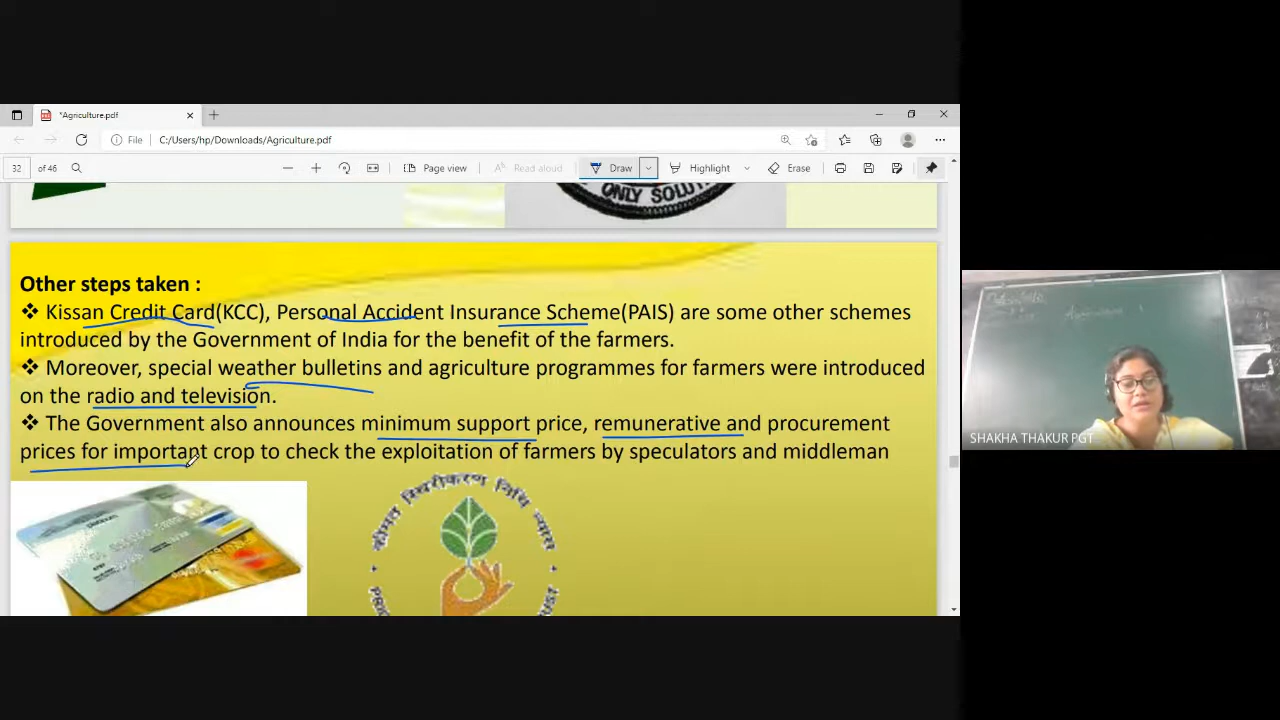 *Agriculture.pdf
File
C:/Users/hp/Downloads/Agriculture.pdf
32 of 46
Page view
Read aloud
Draw
Highlight
Erase
ONLY SOLUT
Other steps taken :
❖ Kissan Credit Card(KCC), Personal Accident Insurance Scheme(PAIS) are some other schemes
introduced by the Government of India for the benefit of the farmers.
❖ Moreover, special weather bulletins and agriculture programmes for farmers were introduced
on the radio and television.
❖ The Government also announces minimum support price, remunerative and procurement
prices for important crop to check the exploitation of farmers by speculators and middleman
platinum
कीमत स्थिरीकरण निधि न्यास
SHAKHA THAKUR PGT